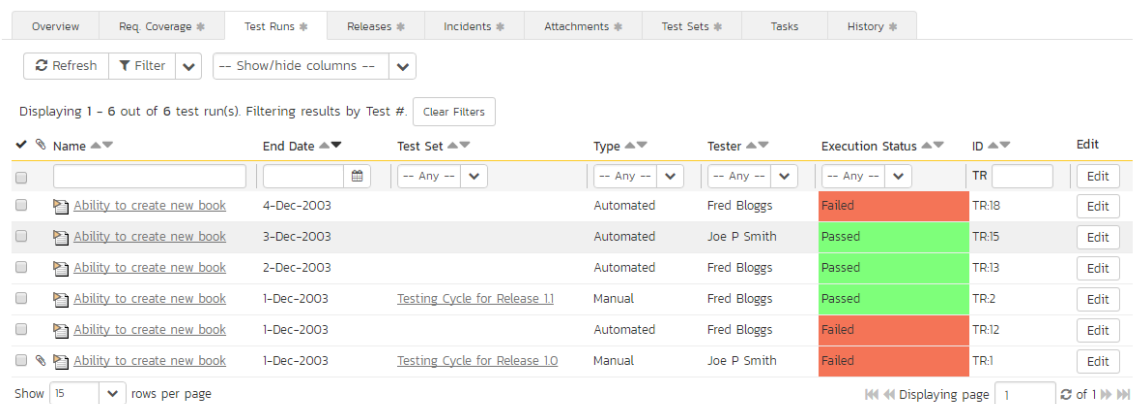 Overview Req. Coverage * Test Runs * Releases * Incidents * Attachments * Test Sets * Tasks History *
Refresh Filter -- Show/hide columns --
Displaying 1 - 6 out of 6 test run(s). Filtering results by Test #. Clear Filters
Name End Date Test Set Type Tester Execution Status ID Edit
-- Any -- -- Any -- -- Any -- -- Any -- TR Edit
Ability to create new book 4-Dec-2003 Automated Fred Bloggs Failed TR:18 Edit
Ability to create new book 3-Dec-2003 Automated Joe P Smith Passed TR:15 Edit
Ability to create new book 2-Dec-2003 Automated Fred Bloggs Passed TR:13 Edit
Ability to create new book 1-Dec-2003 Testing Cycle for Release 1.1 Manual Fred Bloggs Passed TR:2 Edit
Ability to create new book 1-Dec-2003 Automated Fred Bloggs Failed TR:12 Edit
Ability to create new book 1-Dec-2003 Testing Cycle for Release 1.0 Manual Joe P Smith Failed TR:1 Edit
Show 15 rows per page Displaying page 1 of 1